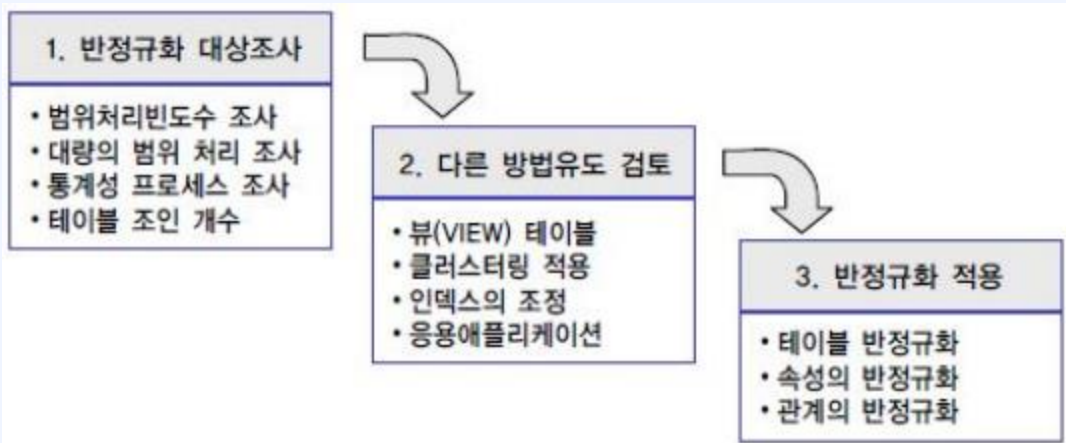 1. 반정규화 대상조사
• 범위처리빈도수 조사
• 대량의 범위 처리 조사
• 통계성 프로세스 조사
• 테이블 조인 개수
2. 다른 방법유도 검토
• 뷰(VIEW) 테이블
• 클러스터링 적용
• 인덱스의 조정
• 응용애플리케이션
3. 반정규화 적용
• 테이블 반정규화
• 속성의 반정규화
• 관계의 반정규화